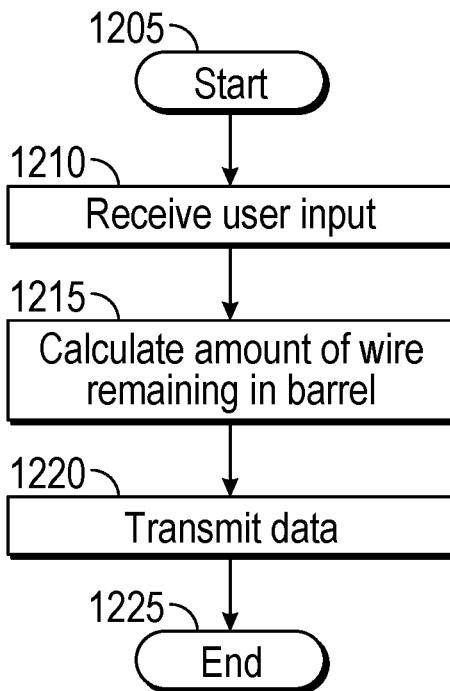 1205
Start
1210
Receive user input
1215
Calculate amount of wire
remaining in barrel
1220
Transmit data
1225
End